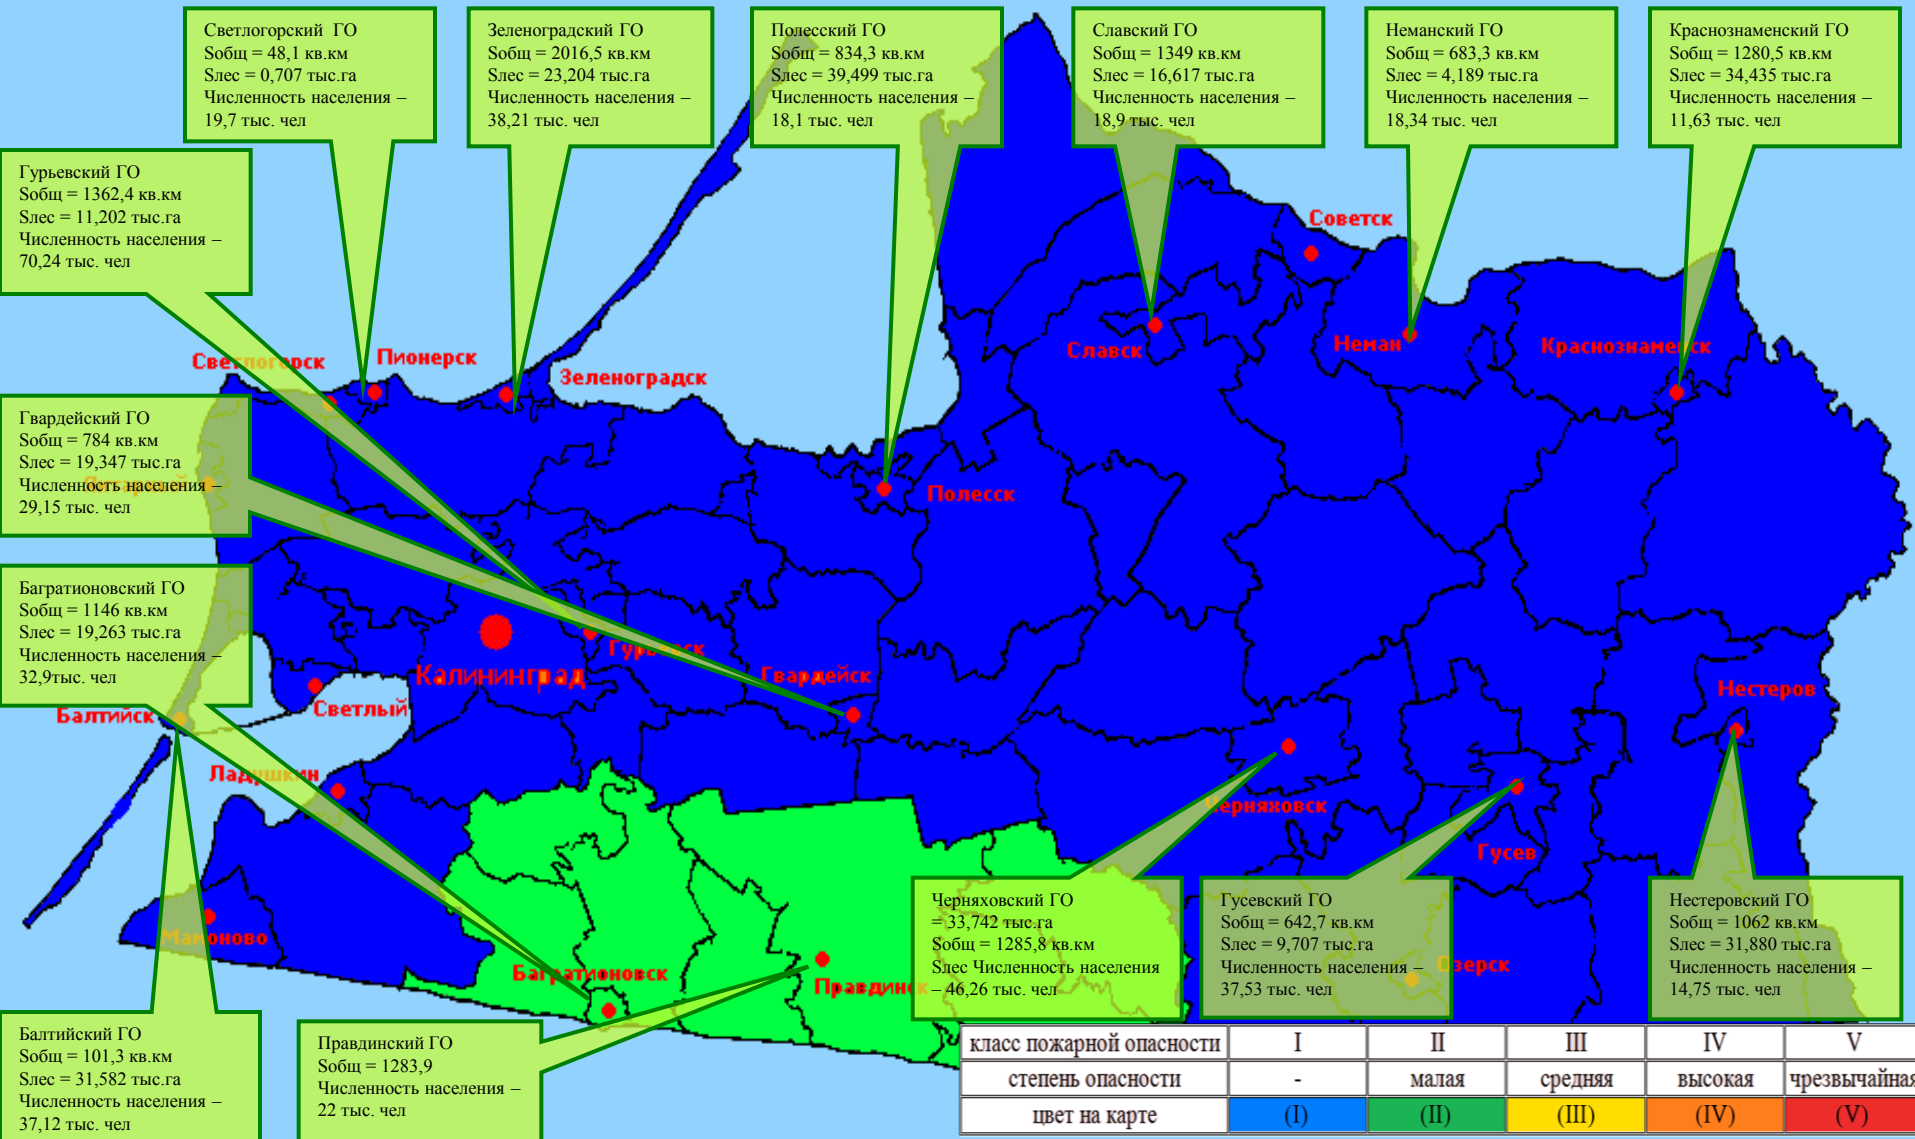 Светлогорский ГО
Sобщ = 48,1 кв.км
Sлес = 0,707 тыс.га
Численность населения –
19,7 тыс. чел
Зеленоградский ГО
Sобщ = 2016,5 кв.км
Sлес = 23,204 тыс.га
Численность населения –
38,21 тыс. чел
Полесский ГО
Sобщ = 834,3 кв.км
Sлес = 39,499 тыс.га
Численность населения –
18,1 тыс. чел
Славский ГО
Sобщ = 1349 кв.км
Sлес = 16,617 тыс.га
Численность населения –
18,9 тыс. чел
Неманский ГО
Sобщ = 683,3 кв.км
Sлес = 4,189 тыс.га
Численность населения –
18,34 тыс. чел
Краснознаменский ГО
Sобщ = 1280,5 кв.км
Sлес = 34,435 тыс.га
Численность населения –
11,63 тыс. чел
Гурьевский ГО
Sобщ = 1362,4 кв.км
Sлес = 11,202 тыс.га
Численность населения –
70,24 тыс. чел
Гвардейский ГО
Sобщ = 784 кв.км
Sлес = 19,347 тыс.га
Численность населения –
29,15 тыс. чел
Багратионовский ГО
Sобщ = 1146 кв.км
Sлес = 19,263 тыс.га
Численность населения –
32,9тыс. чел
Балтийский ГО
Sобщ = 101,3 кв.км
Sлес = 31,582 тыс.га
Численность населения –
37,12 тыс. чел
Правдинский ГО
Sобщ = 1283,9
Численность населения –
22 тыс. чел
Черняховский ГО
= 33,742 тыс.га
Sобщ = 1285,8 кв.км
Sлес Численность населения
– 46,26 тыс. чел
Гусевский ГО
Sобщ = 642,7 кв.км
Sлес = 9,707 тыс.га
Численность населения –
37,53 тыс. чел
Нестеровский ГО
Sобщ = 1062 кв.км
Sлес = 31,880 тыс.га
Численность населения –
14,75 тыс. чел
Советск
Светлогорск
Пионерск
Зеленоградск
Славск
Неман
Краснознаменск
Янтарный
Полесск
Гурьевск
Калининград
Гвардейск
Нестеров
Светлый
Балтийск
Ладушкин
Черняховск
Гусев
Мамоново
Багратионовск
Правдинск
Озерск
класс пожарной опасности I II III IV V
степень опасности - малая средняя высокая чрезвычайная
цвет на карте (I) (II) (III) (IV) (V)